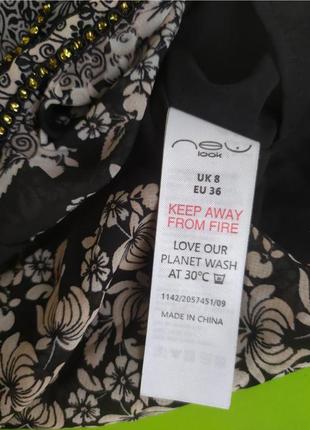 new
look
UK 8
EU 36
KEEP AWAY
FROM FIRE
LOVE OUR
PLANET WASH
AT 30°C
1142/2057451/09
MADE IN CHINA